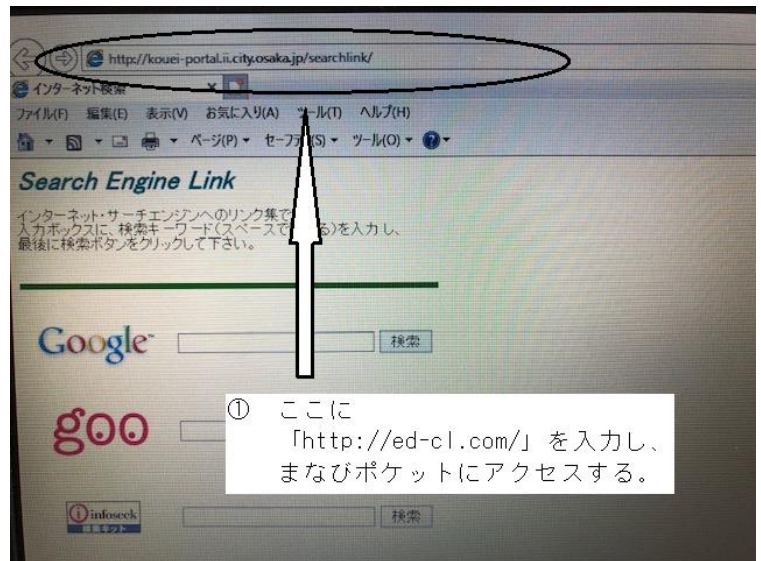 http://kouei-portal.ii.city.osaka.jp/searchlink/
インターネット検索
ファイル(F) 編集(E) 表示(V) お気に入り(A) ツール(T) ヘルプ(H)
ページ(P) セーフティ(S) ツール(O)
Search Engine Link
インターネット・サーチエンジンへのリンク集で
入力ボックスに、検索キーワード(スペースで る)を入力し、
最後に検索ボタンをクリックして下さい。
Google 検索
goo
① ここに
「http://ed-cl.com/」を入力し、
まなびポケットにアクセスする。
infoseek 検索
検索キット